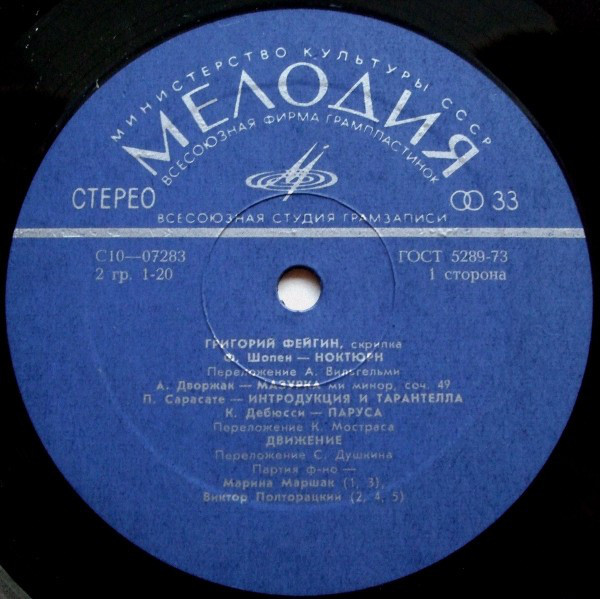 МИНИСТЕРСТВО КУЛЬТУРЫ СССР
МЕЛОДИЯ
ВСЕСОЮЗНАЯ ФИРМА ГРАМПЛАСТИНОК
СТЕРЕО 33
ВСЕСОЮЗНАЯ СТУДИЯ ГРАМЗАПИСИ
С10—07283 ГОСТ 5289-73
2 гр. 1-20 1 сторона
ГРИГОРИЙ ФЕЙГИН, скрипка
Ф. Шопен — НОКТЮРН
Переложение А. Вильгельми
А. Дворжак — МАЗУРКА ми минор, соч. 49
П. Сарасате — ИНТРОДУКЦИЯ И ТАРАНТЕЛЛА
К. Дебюсси — ПАРУСА
Переложение К. Мостраса
ДВИЖЕНИЕ
Переложение С. Душкина
Партия ф-но —
Марина Маршак (1, 3),
Виктор Полторацкий (2, 4, 5)